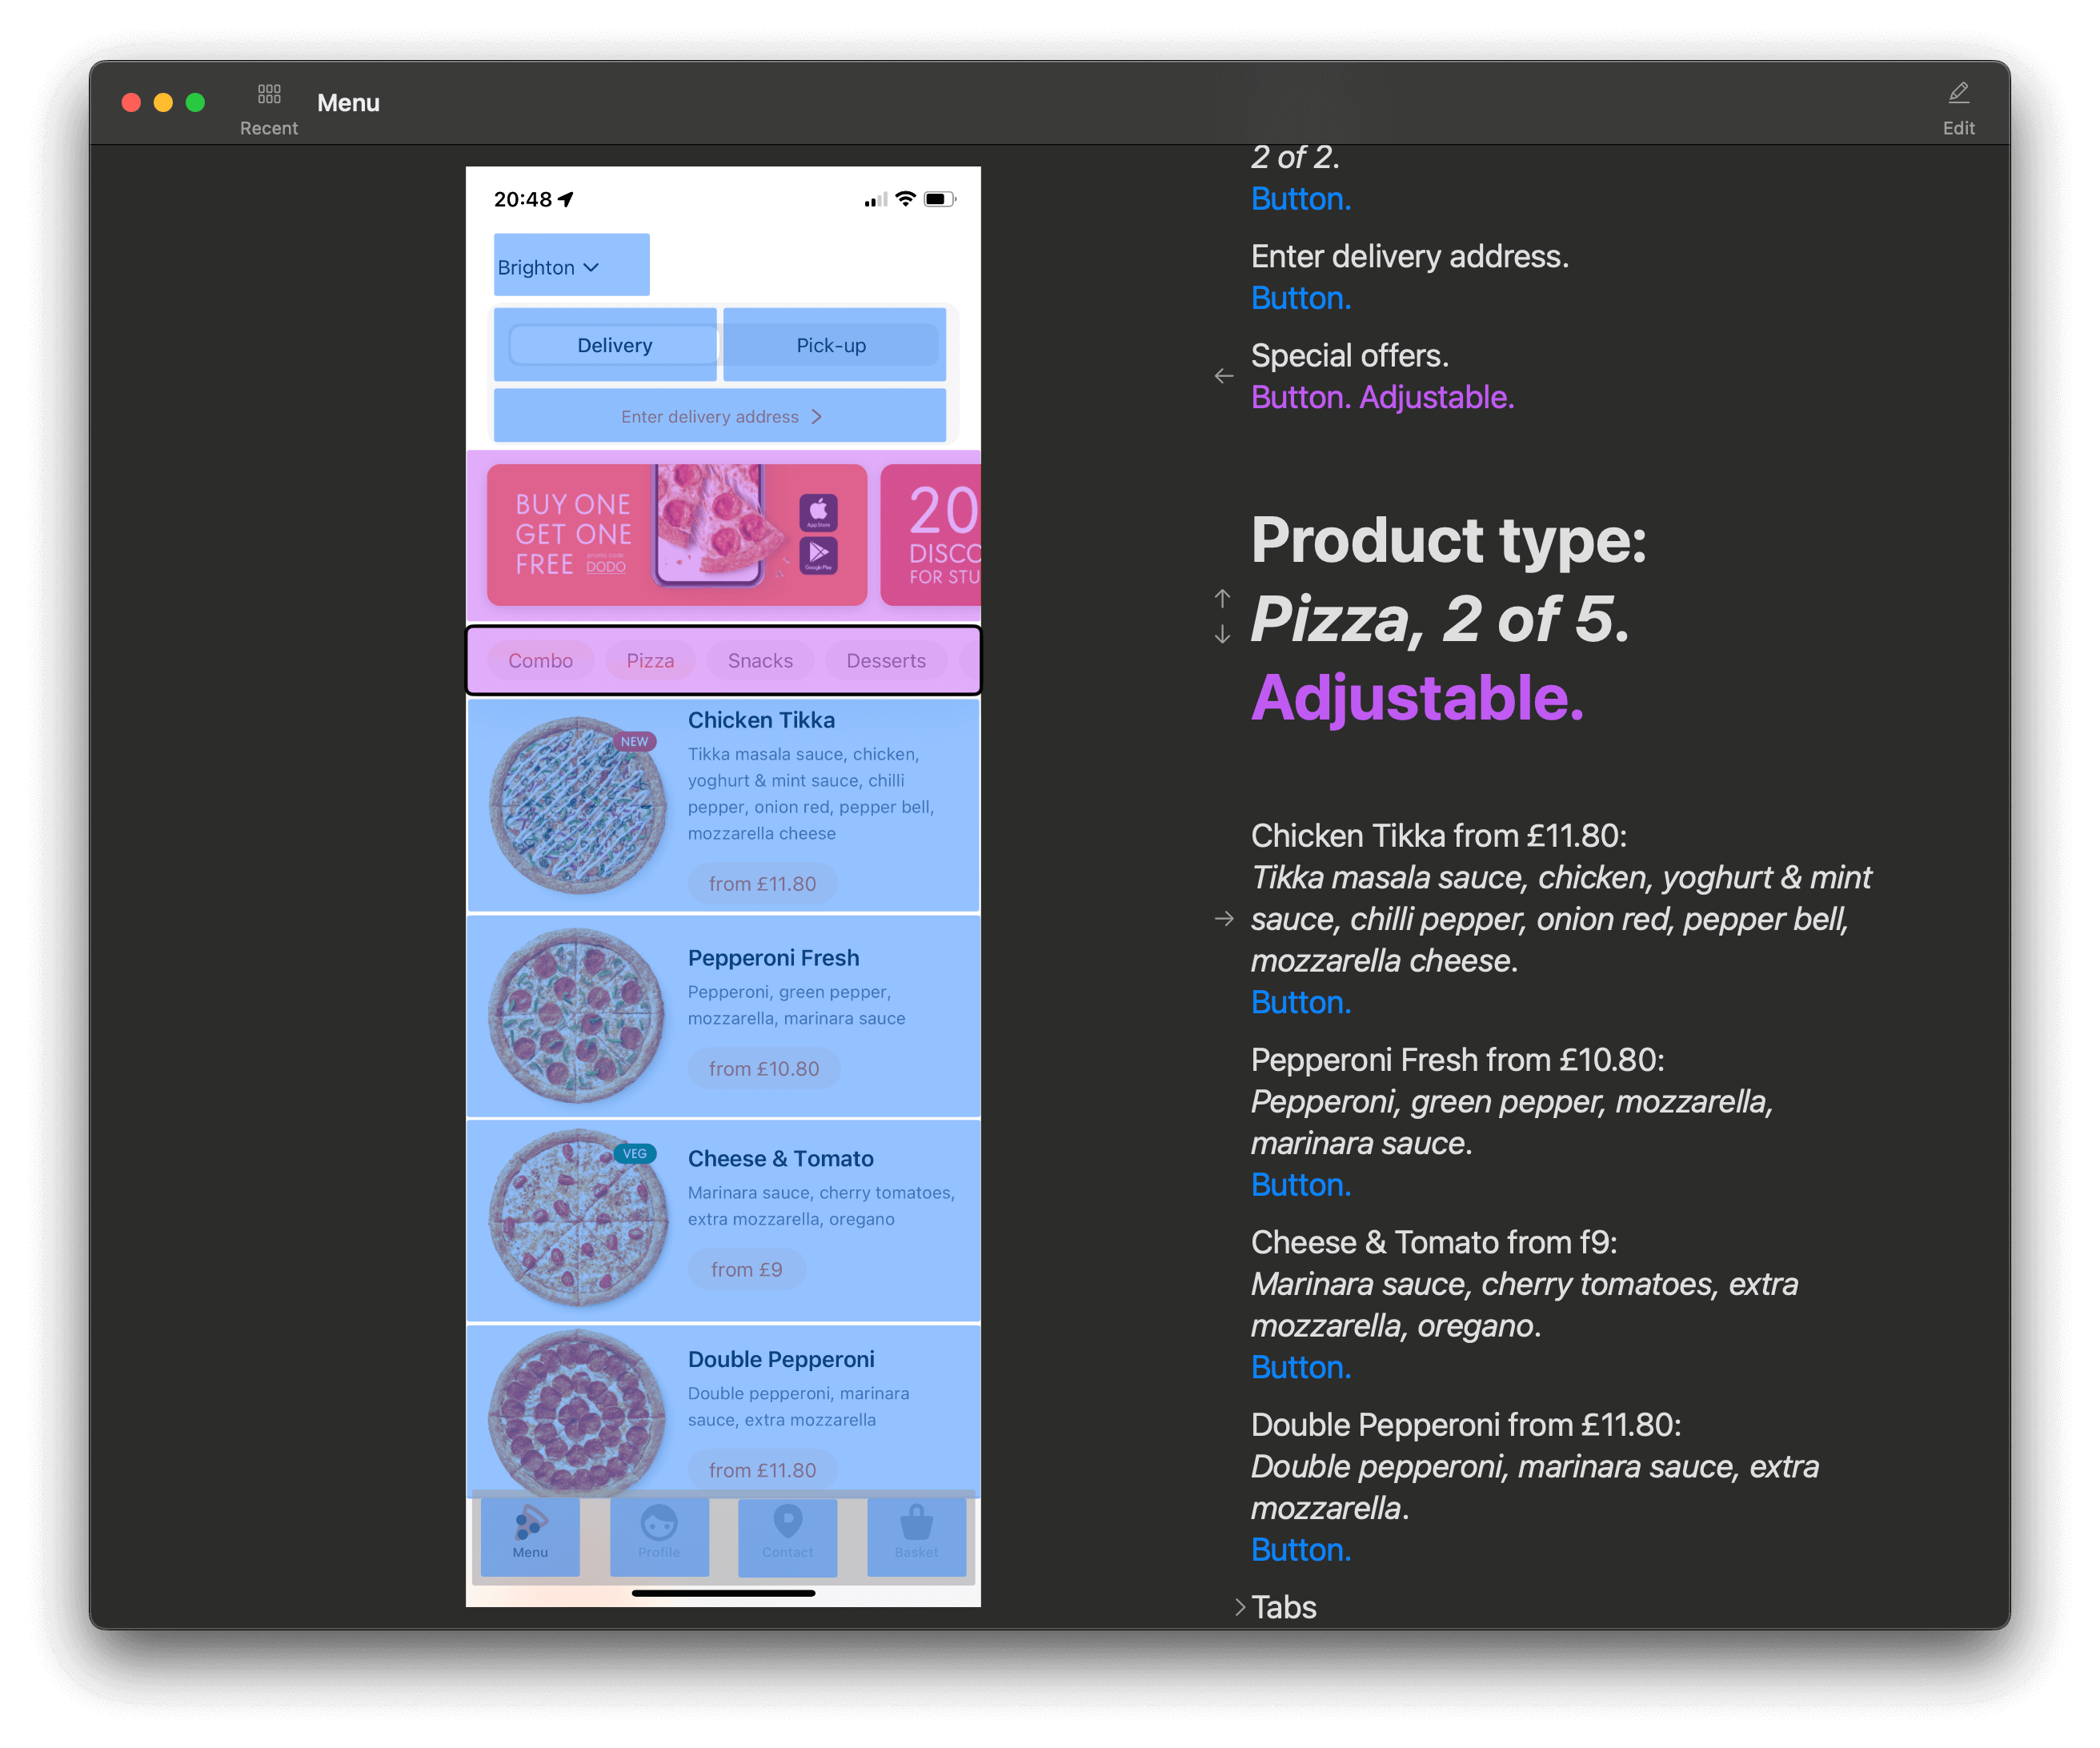 Recent
Menu
Edit
20:48
Brighton
Delivery
Pick-up
Enter delivery address
BUY ONE
GET ONE
FREE
promo code
DODO
App Store
Google Play
20
DISCO
FOR STU
Combo
Pizza
Snacks
Desserts
Chicken Tikka
NEW
Tikka masala sauce, chicken,
yoghurt & mint sauce, chilli
pepper, onion red, pepper bell,
mozzarella cheese
from £11.80
Pepperoni Fresh
Pepperoni, green pepper,
mozzarella, marinara sauce
from £10.80
VEG
Cheese & Tomato
Marinara sauce, cherry tomatoes,
extra mozzarella, oregano
from £9
Double Pepperoni
Double pepperoni, marinara
sauce, extra mozzarella
from £11.80
Menu
Profile
Contact
Basket
2 of 2.
Button.
Enter delivery address.
Button.
Special offers.
Button. Adjustable.
Product type:
Pizza, 2 of 5.
Adjustable.
Chicken Tikka from £11.80:
Tikka masala sauce, chicken, yoghurt & mint
sauce, chilli pepper, onion red, pepper bell,
mozzarella cheese.
Button.
Pepperoni Fresh from £10.80:
Pepperoni, green pepper, mozzarella,
marinara sauce.
Button.
Cheese & Tomato from f9:
Marinara sauce, cherry tomatoes, extra
mozzarella, oregano.
Button.
Double Pepperoni from £11.80:
Double pepperoni, marinara sauce, extra
mozzarella.
Button.
Tabs